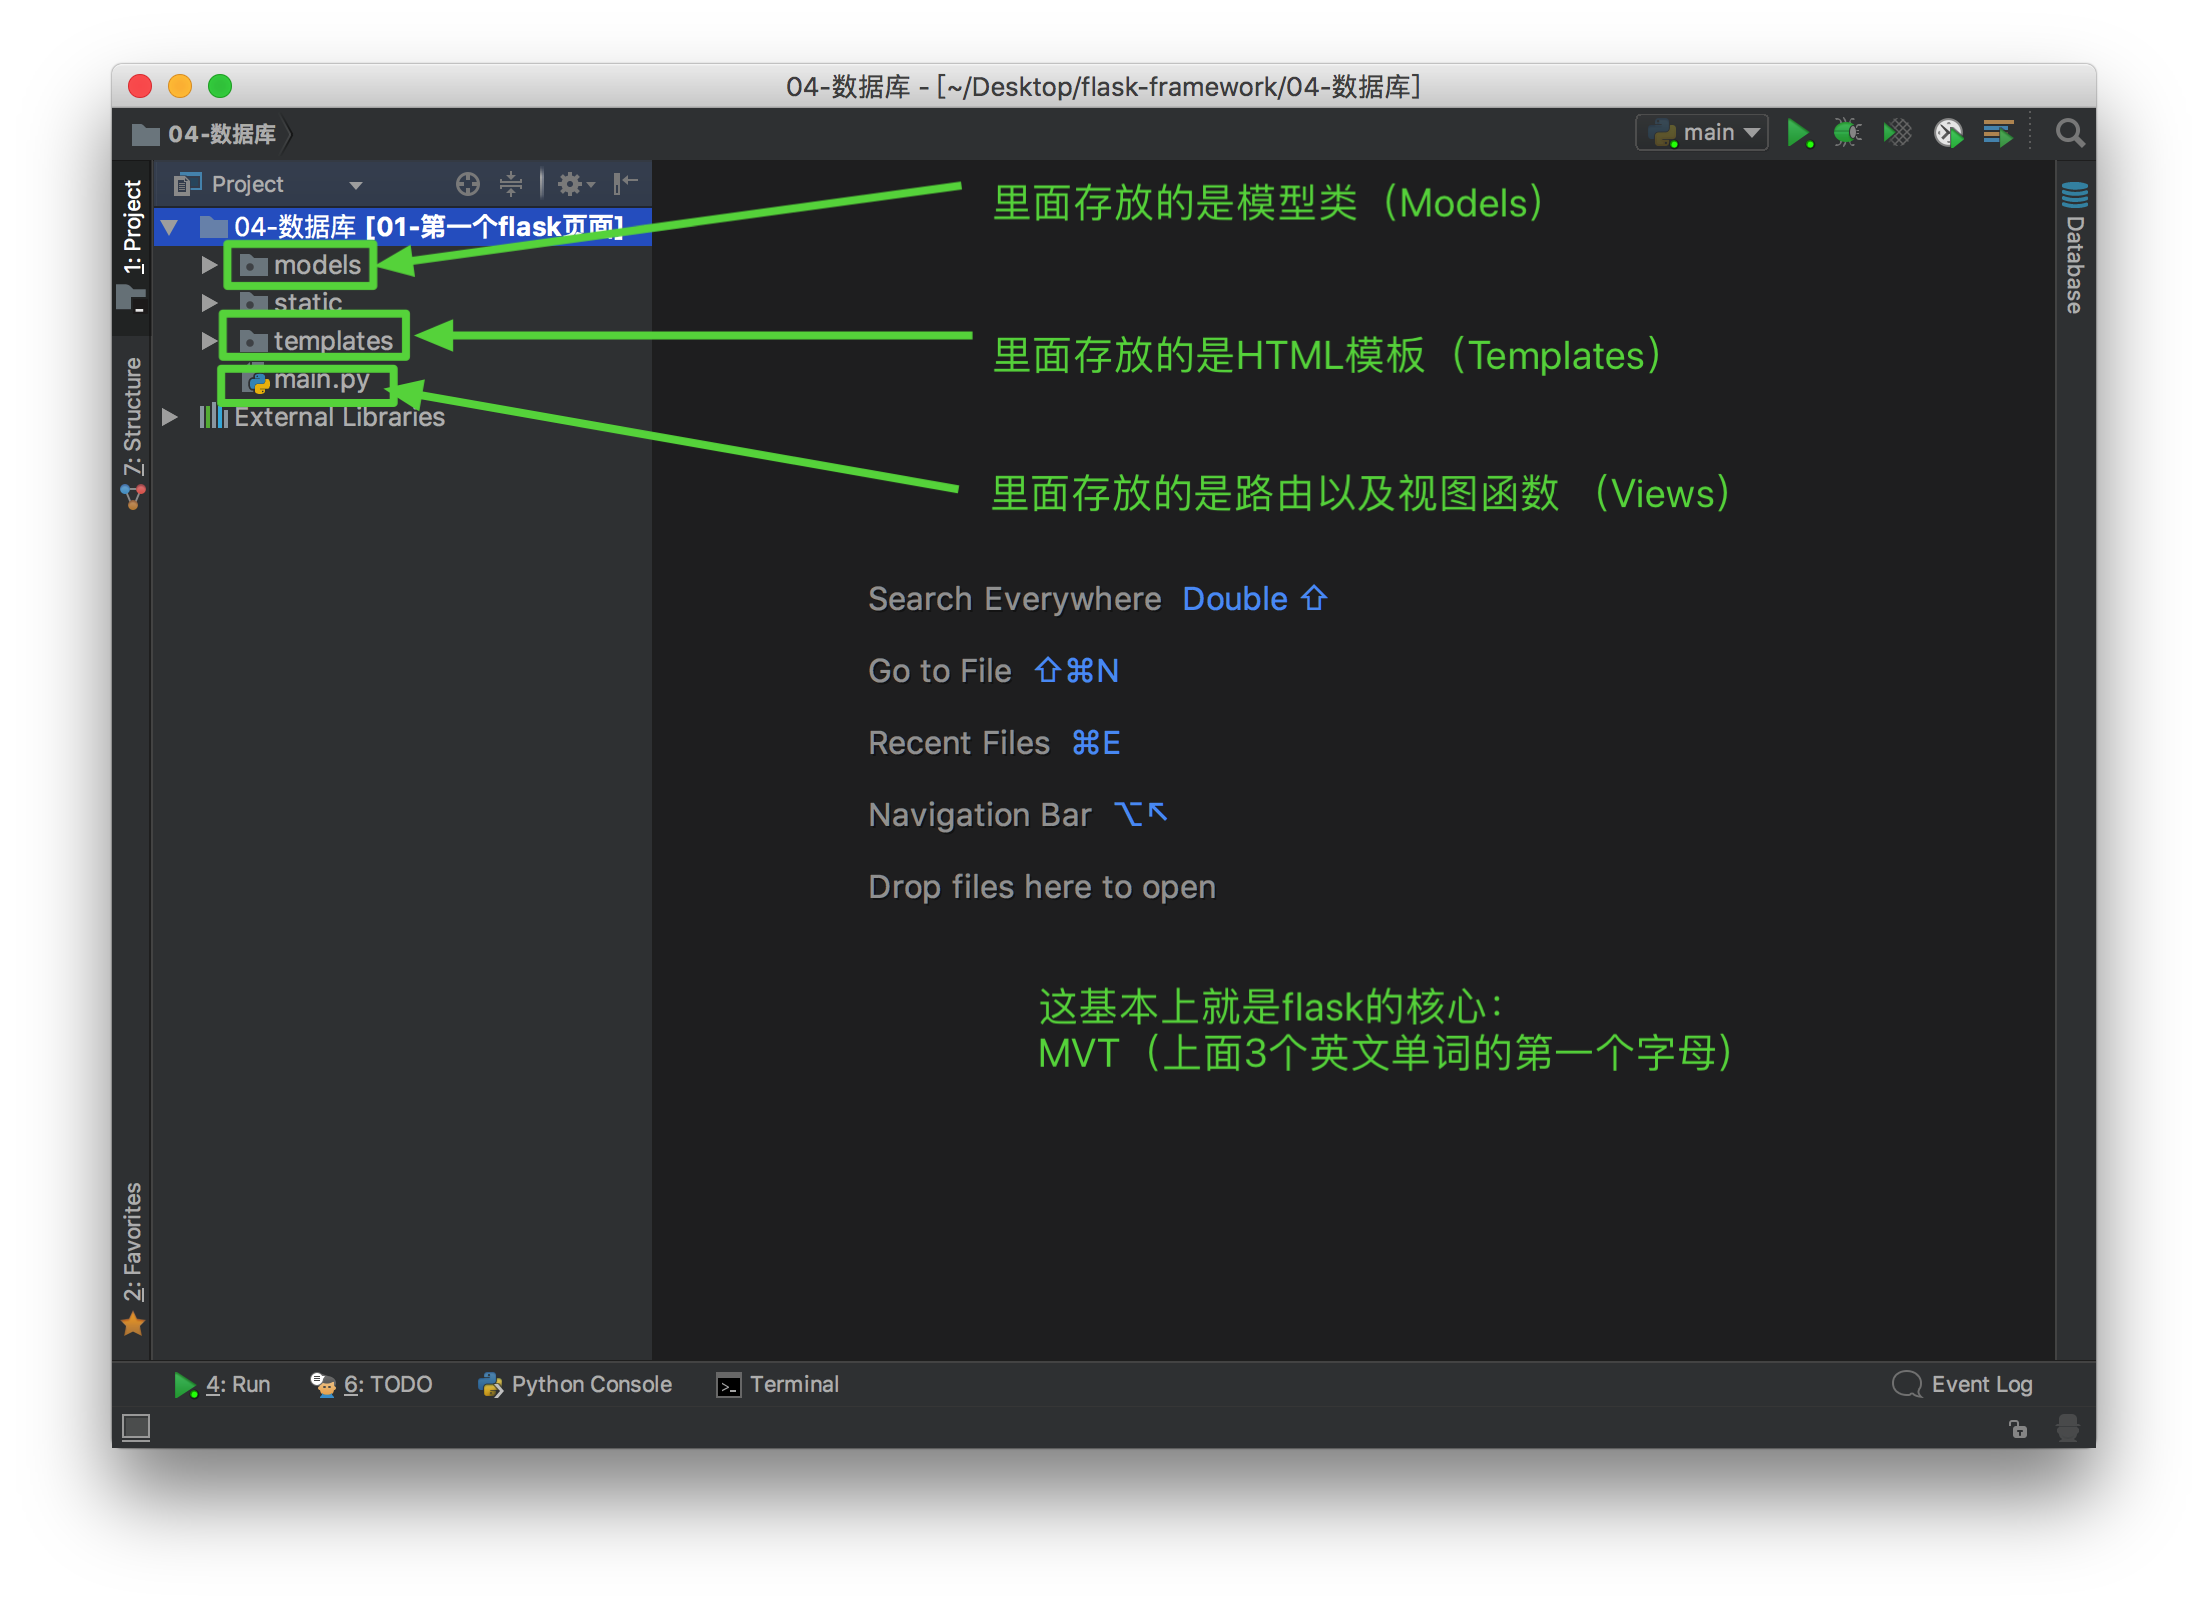 04-数据库 - [~/Desktop/flask-framework/04-数据库]
04-数据库
main
1: Project
Project
04-数据库 [01-第一个flask页面]
models
static
templates
main.py
External Libraries
7: Structure
2: Favorites
Database
里面存放的是模型类（Models）
里面存放的是HTML模板（Templates）
里面存放的是路由以及视图函数 （Views）
Search Everywhere Double ⇧
Go to File ⇧⌘N
Recent Files ⌘E
Navigation Bar ⌥↖
Drop files here to open
这基本上就是flask的核心：
MVT（上面3个英文单词的第一个字母）
4: Run
6: TODO
Python Console
Terminal
Event Log